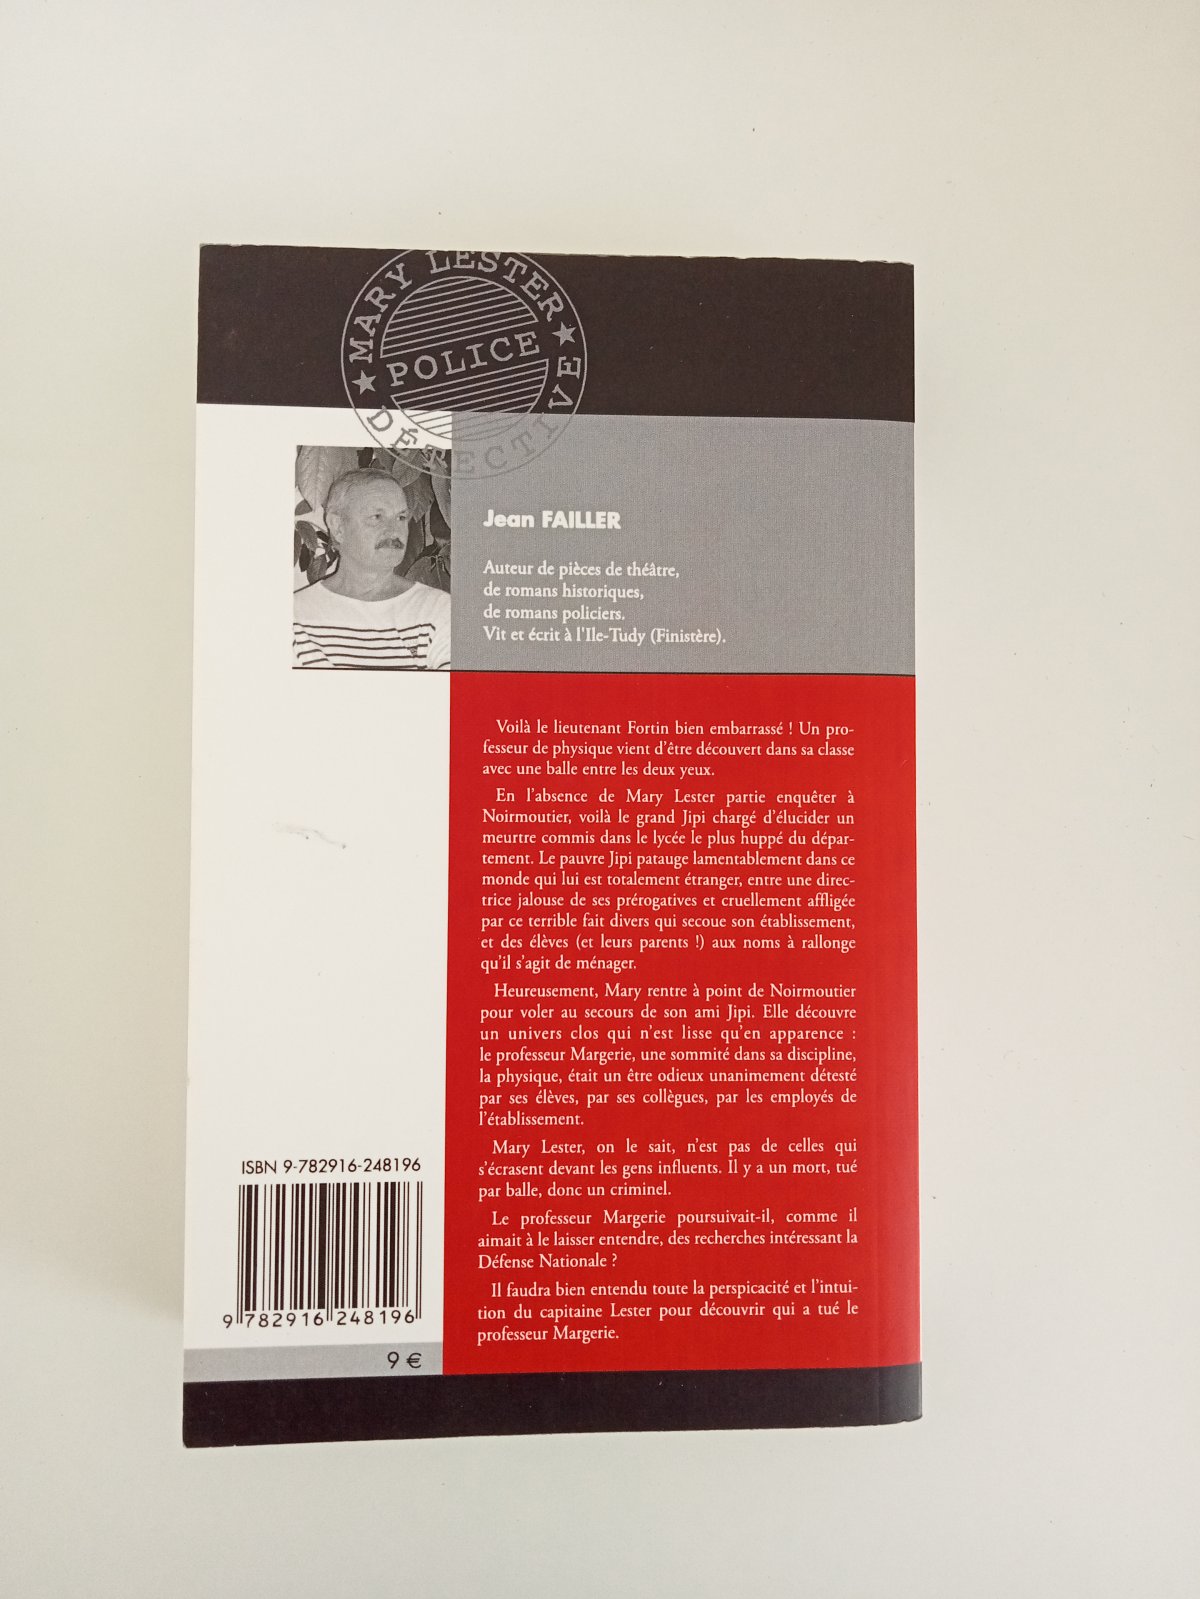 MARY LESTER
POLICE
DÉTECTIVE
Jean FAILLER
Auteur de pièces de théâtre,
de romans historiques,
de romans policiers.
Vit et écrit à l'Ile-Tudy (Finistère).
Voilà le lieutenant Fortin bien embarrassé ! Un pro-
fesseur de physique vient d'être découvert dans sa classe
avec une balle entre les deux yeux.
En l'absence de Mary Lester partie enquêter à
Noirmoutier, voilà le grand Jipi chargé d'élucider un
meurtre commis dans le lycée le plus huppé du dépar-
tement. Le pauvre Jipi patauge lamentablement dans ce
monde qui lui est totalement étranger, entre une direc-
trice jalouse de ses prérogatives et cruellement affligée
par ce terrible fait divers qui secoue son établissement,
et des élèves (et leurs parents !) aux noms à rallonge
qu'il s'agit de ménager.
Heureusement, Mary rentre à point de Noirmoutier
pour voler au secours de son ami Jipi. Elle découvre
un univers clos qui n'est lisse qu'en apparence :
le professeur Margerie, une sommité dans sa discipline,
la physique, était un être odieux unanimement détesté
par ses élèves, par ses collègues, par les employés de
l'établissement.
Mary Lester, on le sait, n'est pas de celles qui
s'écrasent devant les gens influents. Il y a un mort, tué
par balle, donc un criminel.
Le professeur Margerie poursuivait-il, comme il
aimait à le laisser entendre, des recherches intéressant la
Défense Nationale ?
Il faudra bien entendu toute la perspicacité et l'intui-
tion du capitaine Lester pour découvrir qui a tué le
professeur Margerie.
ISBN 9-782916-248196
9 782916 248196
9 €